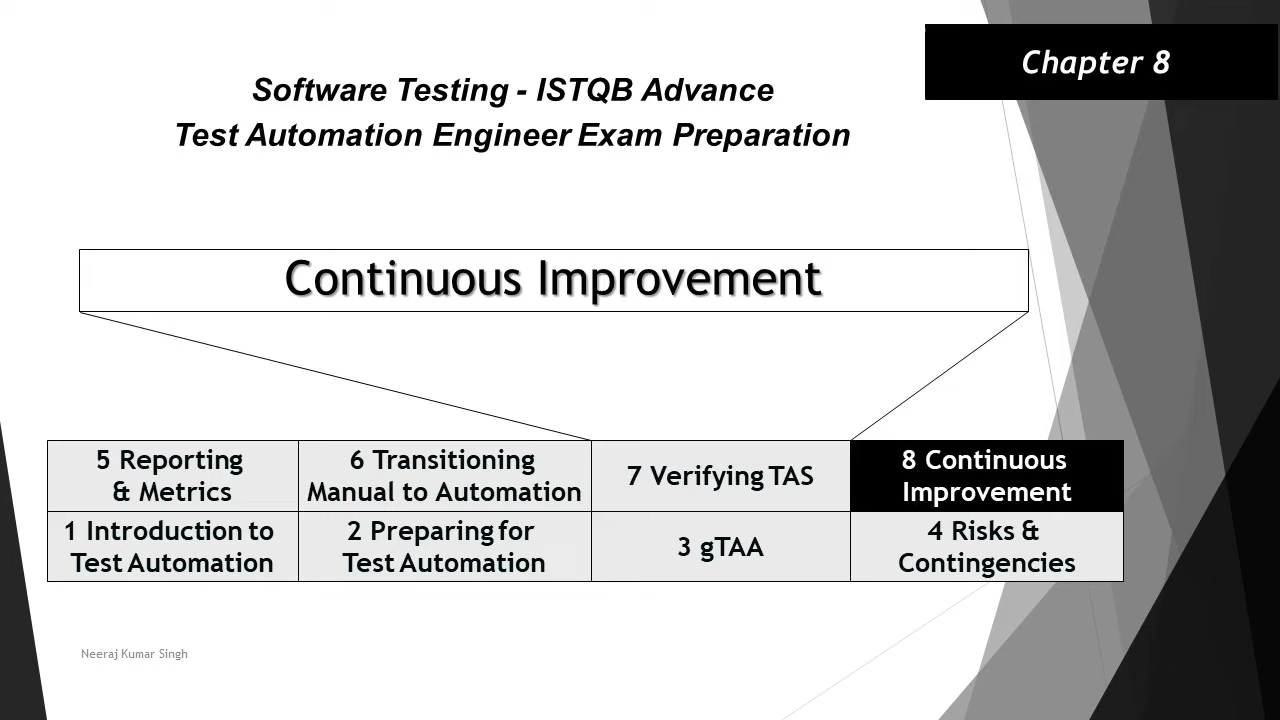 Chapter 8
Software Testing - ISTQB Advance
Test Automation Engineer Exam Preparation
Continuous Improvement
5 Reporting
& Metrics
6 Transitioning
Manual to Automation
7 Verifying TAS
8 Continuous
Improvement
1 Introduction to
Test Automation
2 Preparing for
Test Automation
3 gTAA
4 Risks &
Contingencies
Neeraj Kumar Singh